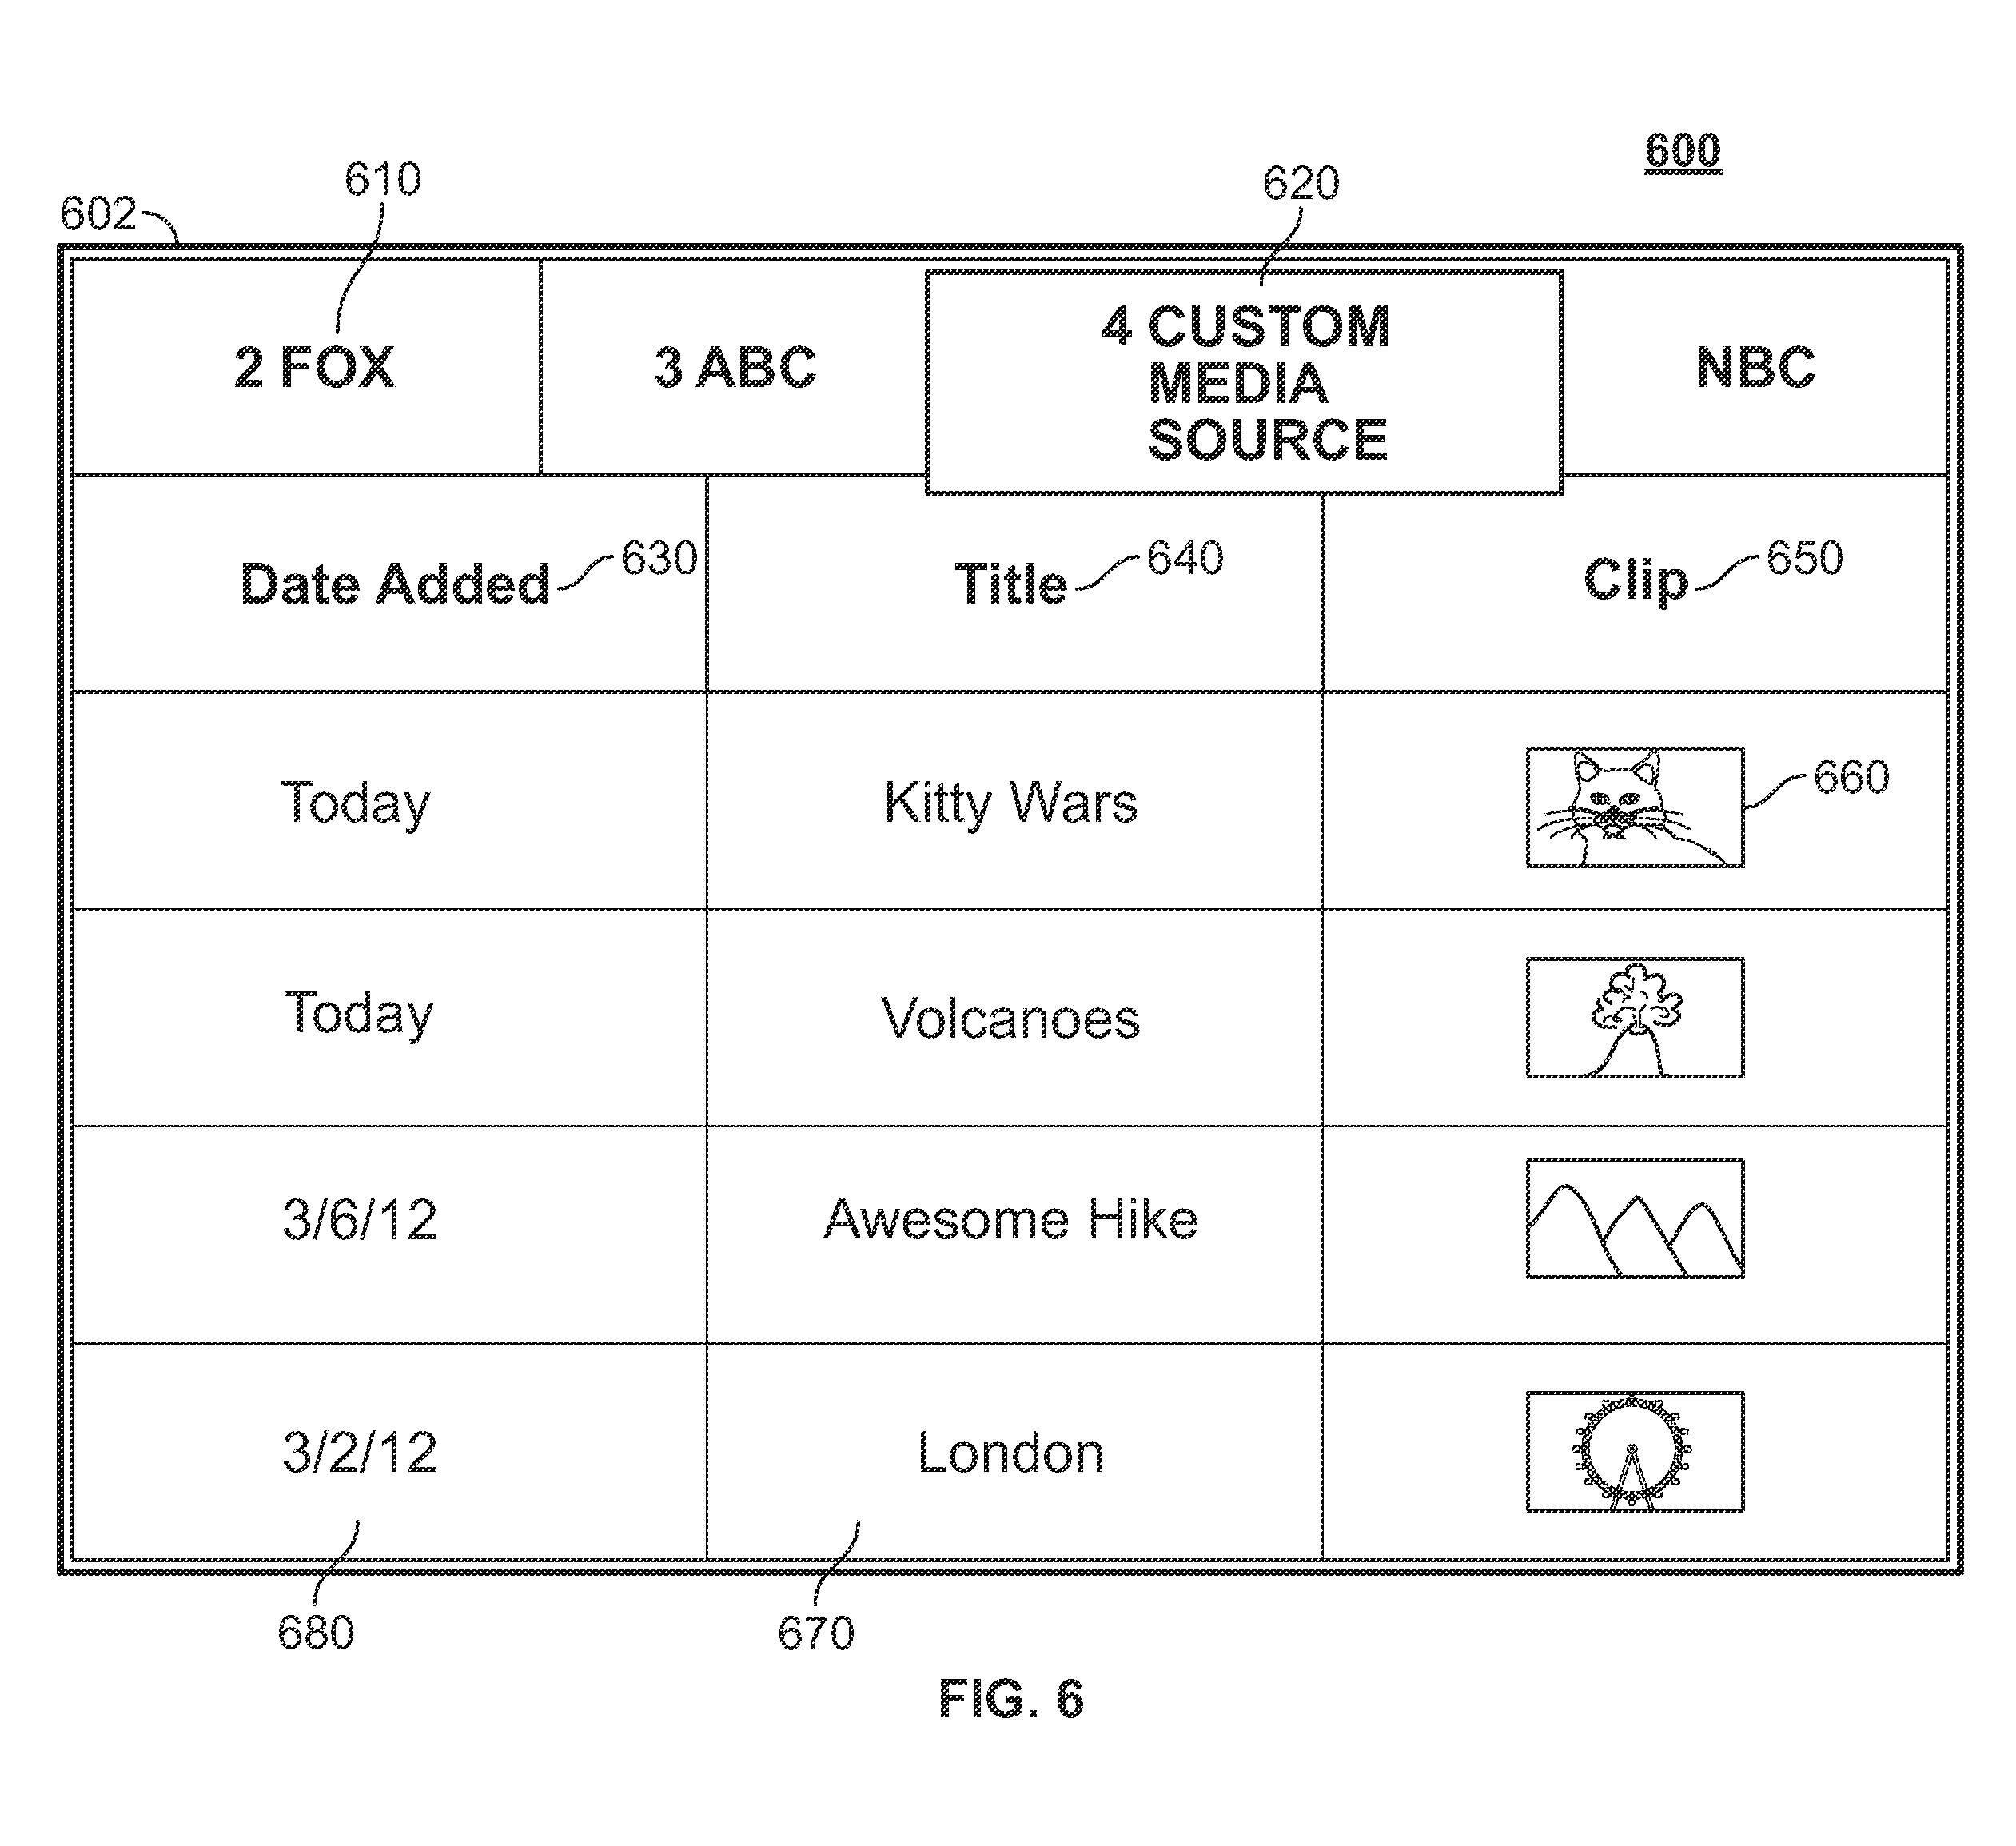 600
610
620
602
2 FOX
3 ABC
4 CUSTOM
MEDIA
SOURCE
NBC
Date Added
630
Title
640
Clip
650
Today
Kitty Wars
660
Today
Volcanoes
3/6/12
Awesome Hike
3/2/12
London
680
670
FIG. 6